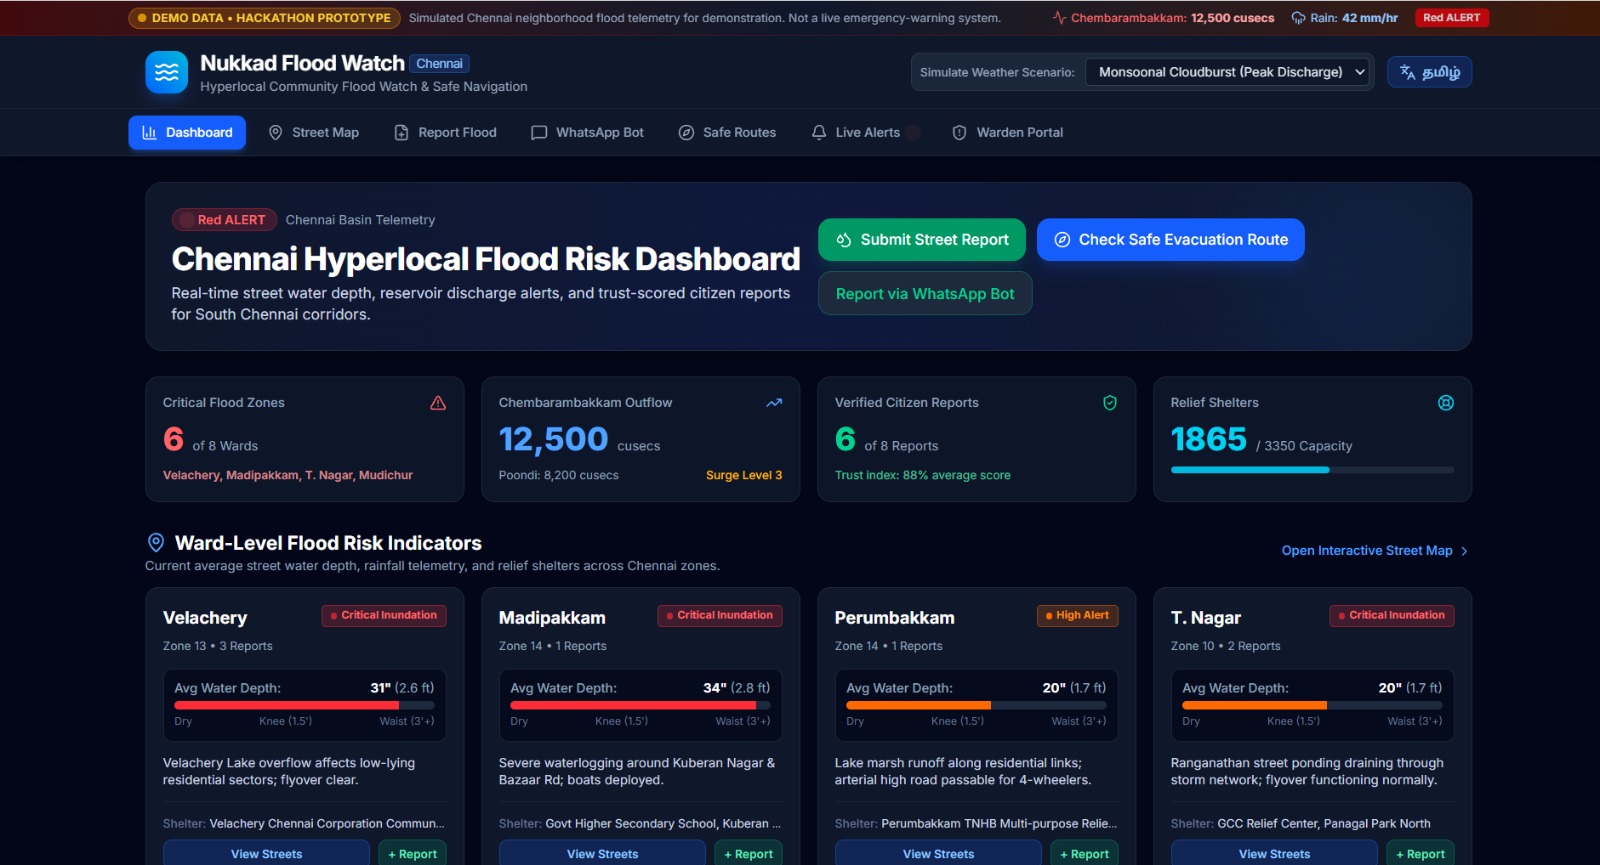 DEMO DATA • HACKATHON PROTOTYPE Simulated Chennai neighborhood flood telemetry for demonstration. Not a live emergency-warning system. Chembarambakkam: 12,500 cusecs Rain: 42 mm/hr Red ALERT
Nukkad Flood Watch Chennai
Hyperlocal Community Flood Watch & Safe Navigation
Simulate Weather Scenario: Monsoonal Cloudburst (Peak Discharge) தமிழ்
Dashboard Street Map Report Flood WhatsApp Bot Safe Routes Live Alerts Warden Portal
Red ALERT Chennai Basin Telemetry
Chennai Hyperlocal Flood Risk Dashboard
Real-time street water depth, reservoir discharge alerts, and trust-scored citizen reports
for South Chennai corridors.
Submit Street Report Check Safe Evacuation Route
Report via WhatsApp Bot
Critical Flood Zones
6 of 8 Wards
Velachery, Madipakkam, T. Nagar, Mudichur
Chembarambakkam Outflow
12,500 cusecs
Poondi: 8,200 cusecs Surge Level 3
Verified Citizen Reports
6 of 8 Reports
Trust index: 88% average score
Relief Shelters
1865 / 3350 Capacity
Ward-Level Flood Risk Indicators
Current average street water depth, rainfall telemetry, and relief shelters across Chennai zones.
Open Interactive Street Map
Velachery Critical Inundation
Zone 13 • 3 Reports
Avg Water Depth: 31" (2.6 ft)
Dry Knee (1.5') Waist (3'+)
Velachery Lake overflow affects low-lying
residential sectors; flyover clear.
Shelter: Velachery Chennai Corporation Commun...
View Streets + Report
Madipakkam Critical Inundation
Zone 14 • 1 Reports
Avg Water Depth: 34" (2.8 ft)
Dry Knee (1.5') Waist (3'+)
Severe waterlogging around Kuberan Nagar &
Bazaar Rd; boats deployed.
Shelter: Govt Higher Secondary School, Kuberan ...
View Streets + Report
Perumbakkam High Alert
Zone 14 • 1 Reports
Avg Water Depth: 20" (1.7 ft)
Dry Knee (1.5') Waist (3'+)
Lake marsh runoff along residential links;
arterial high road passable for 4-wheelers.
Shelter: Perumbakkam TNHB Multi-purpose Relie...
View Streets + Report
T. Nagar Critical Inundation
Zone 10 • 2 Reports
Avg Water Depth: 20" (1.7 ft)
Dry Knee (1.5') Waist (3'+)
Ranganathan street ponding draining through
storm network; flyover functioning normally.
Shelter: GCC Relief Center, Panagal Park North
View Streets + Report